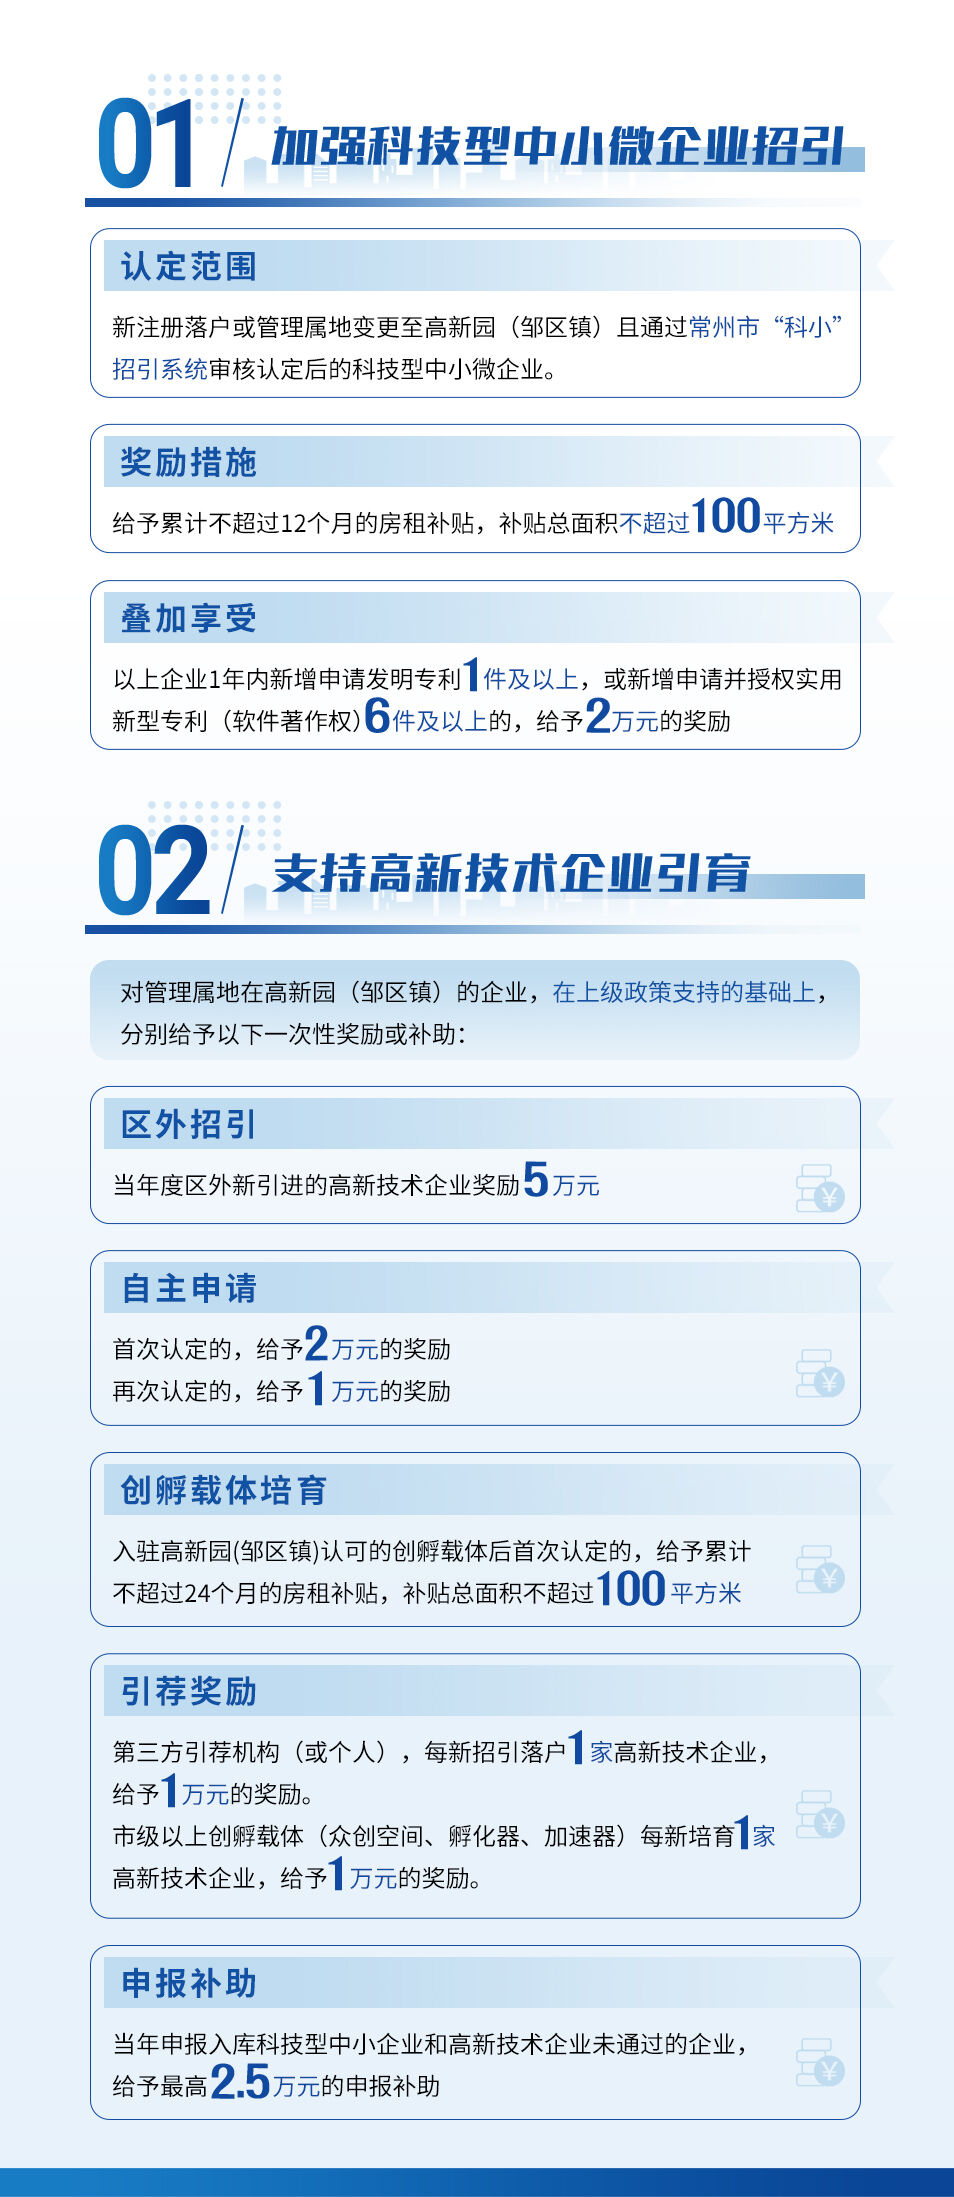 01
加强科技型中小微企业招引
认定范围
新注册落户或管理属地变更至高新园（邹区镇）且通过常州市“科小”
招引系统审核认定后的科技型中小微企业。
奖励措施
给予累计不超过12个月的房租补贴，补贴总面积不超过100平方米
叠加享受
以上企业1年内新增申请发明专利1件及以上，或新增申请并授权实用
新型专利（软件著作权）6件及以上的，给予2万元的奖励
02
支持高新技术企业引育
对管理属地在高新园（邹区镇）的企业，在上级政策支持的基础上，
分别给予以下一次性奖励或补助：
区外招引
当年度区外新引进的高新技术企业奖励5万元
¥
自主申请
首次认定的，给予2万元的奖励
再次认定的，给予1万元的奖励
¥
创孵载体培育
入驻高新园(邹区镇)认可的创孵载体后首次认定的，给予累计
不超过24个月的房租补贴，补贴总面积不超过100平方米
¥
引荐奖励
第三方引荐机构（或个人），每新招引落户1家高新技术企业，
给予1万元的奖励。
市级以上创孵载体（众创空间、孵化器、加速器）每新培育1家
高新技术企业，给予1万元的奖励。
¥
申报补助
当年申报入库科技型中小企业和高新技术企业未通过的企业，
给予最高2.5万元的申报补助
¥